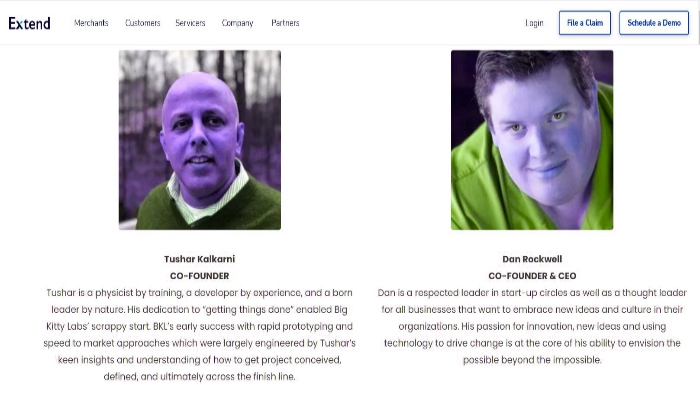 Extend
Merchants Customers Servicers Company Partners Login File a Claim Schedule a Demo
Tushar Kalkarni
CO-FOUNDER
Tushar is a physicist by training, a developer by experience, and a born
leader by nature. His dedication to “getting things done” enabled Big
Kitty Labs’ scrappy start. BKL’s early success with rapid prototyping and
speed to market approaches which were largely engineered by Tushar’s
keen insights and understanding of how to get project conceived,
defined, and ultimately across the finish line.
Dan Rockwell
CO-FOUNDER & CEO
Dan is a respected leader in start-up circles as well as a thought leader
for all businesses that want to embrace new ideas and culture in their
organizations. His passion for innovation, new ideas and using
technology to drive change is at the core of his ability to envision the
possible beyond the impossible.